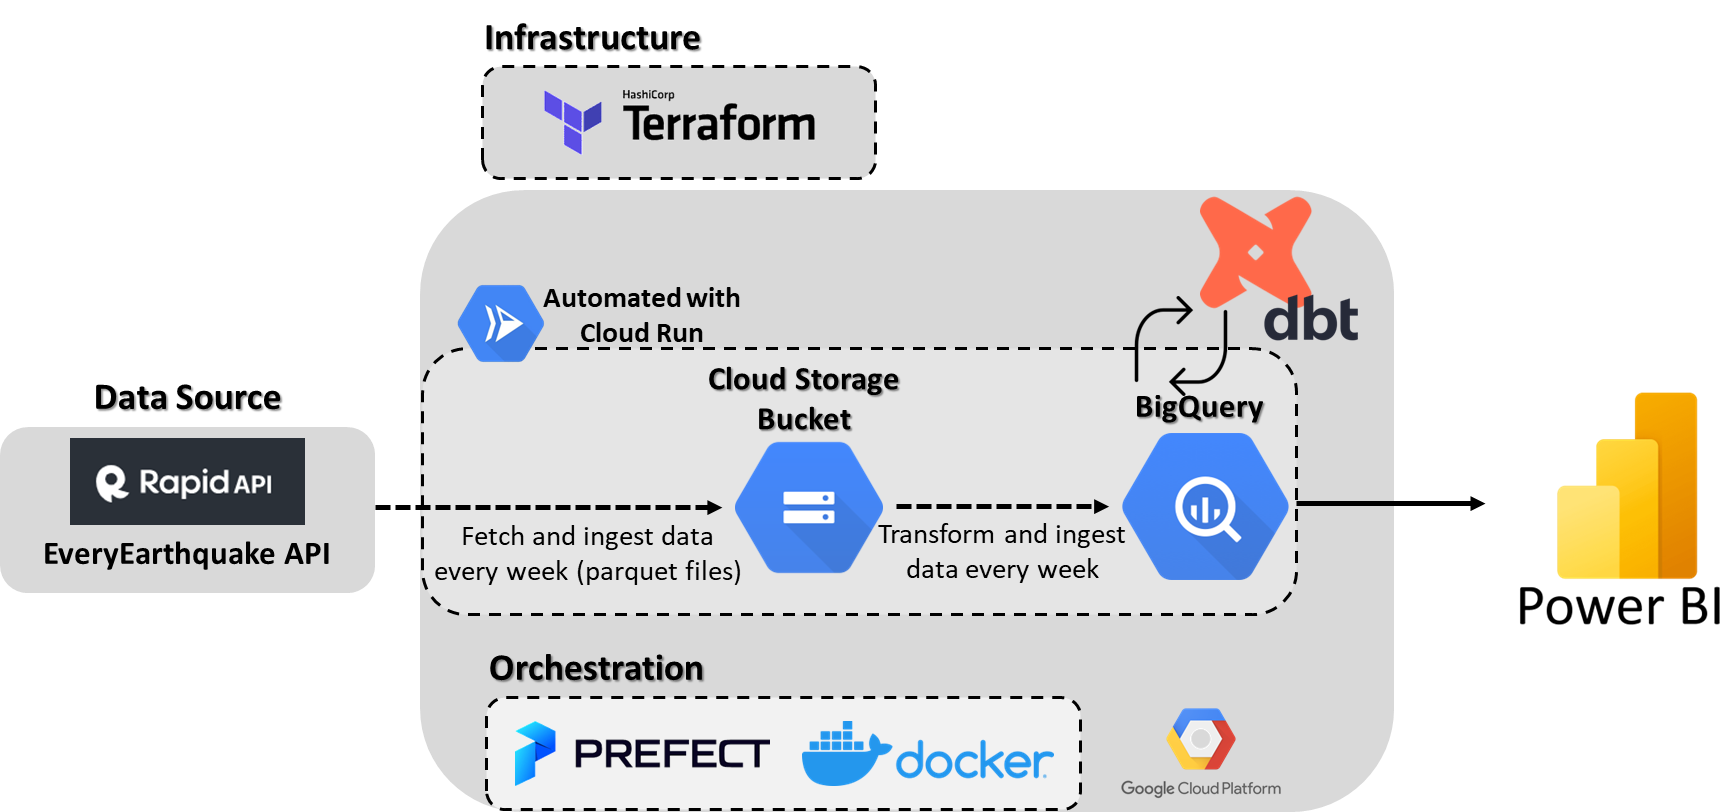 Infrastructure
HashiCorp
Terraform
dbt
Automated with
Cloud Run
Cloud Storage
Bucket
BigQuery
Data Source
Rapid API
EveryEarthquake API
Fetch and ingest data
every week (parquet files)
Transform and ingest
data every week
Power BI
Orchestration
PREFECT
docker
Google Cloud Platform